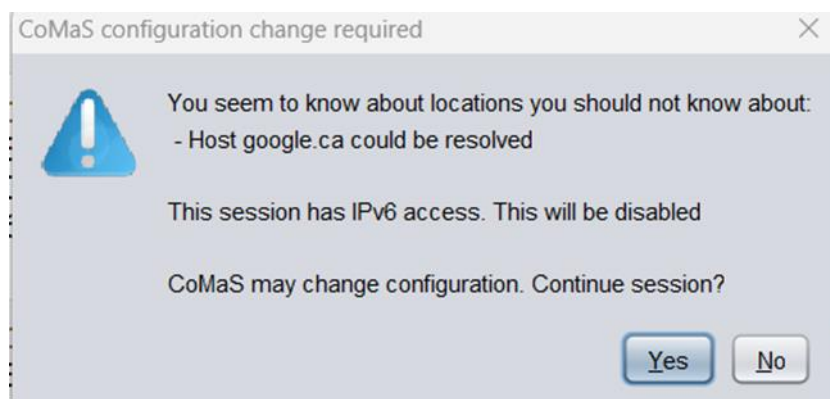 CoMaS configuration change required
You seem to know about locations you should not know about:
- Host google.ca could be resolved
This session has IPv6 access. This will be disabled
CoMaS may change configuration. Continue session?
Yes No